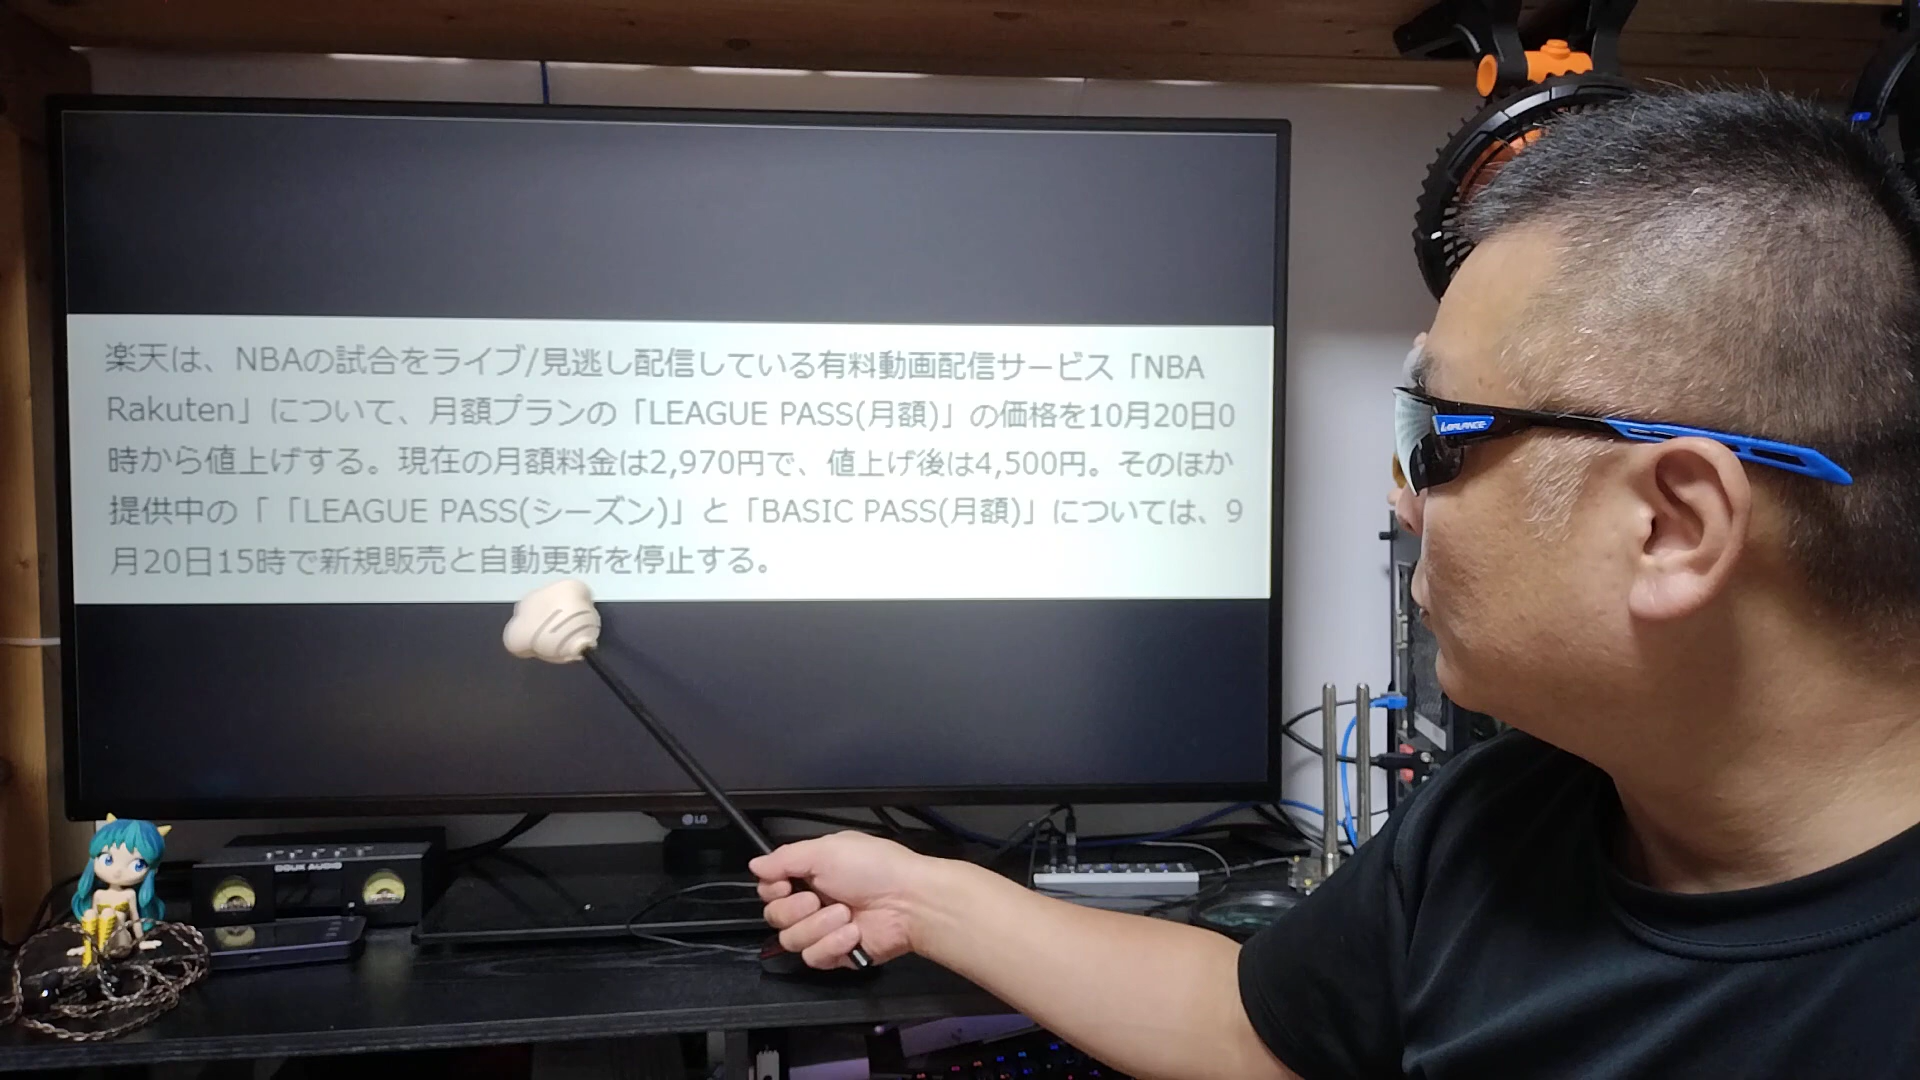 楽天は、NBAの試合をライブ/見逃し配信している有料動画配信サービス「NBA
Rakuten」について、月額プランの「LEAGUE PASS(月額)」の価格を10月20日0
時から値上げする。現在の月額料金は2,970円で、値上げ後は4,500円。そのほか
提供中の「「LEAGUE PASS(シーズン)」と「BASIC PASS(月額)」については、9
月20日15時で新規販売と自動更新を停止する。
LG
DOUK AUDIO